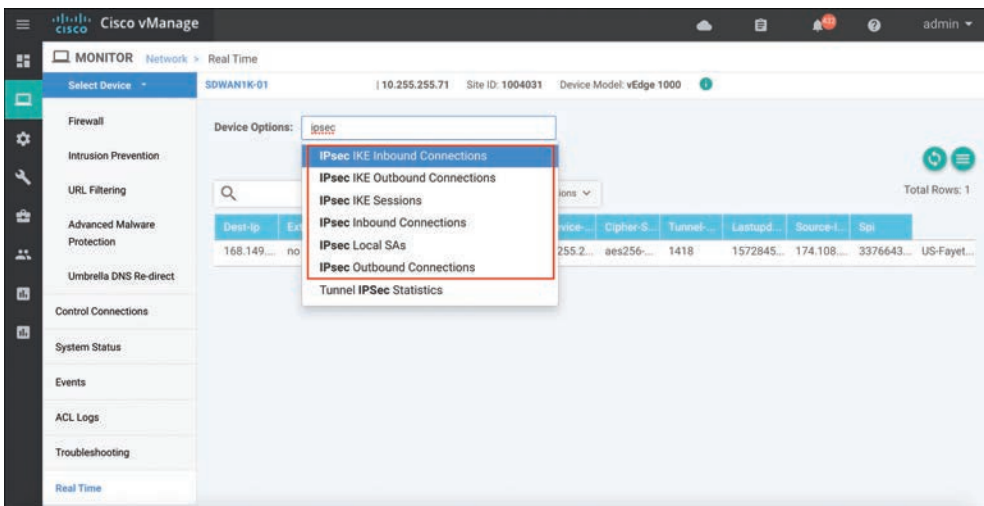 cisco Cisco vManage
admin
MONITOR Network > Real Time
Select Device
SDWAN1K-01 | 10.255.255.71 Site ID: 1004031 Device Model: vEdge 1000
Firewall
Intrusion Prevention
URL Filtering
Advanced Malware
Protection
Umbrella DNS Re-direct
Control Connections
System Status
Events
ACL Logs
Troubleshooting
Real Time
Device Options: ipsec
IPsec IKE Inbound Connections
IPsec IKE Outbound Connections
IPsec IKE Sessions
IPsec Inbound Connections
IPsec Local SAs
IPsec Outbound Connections
Tunnel IPSec Statistics
Total Rows: 1
Dest-Ip Cipher-S... Tunnel-... Lastupd... Source-I... Spi
168.149... no 255.2... aes256-... 1418 1572845... 174.108... 3376643... US-Fayet...